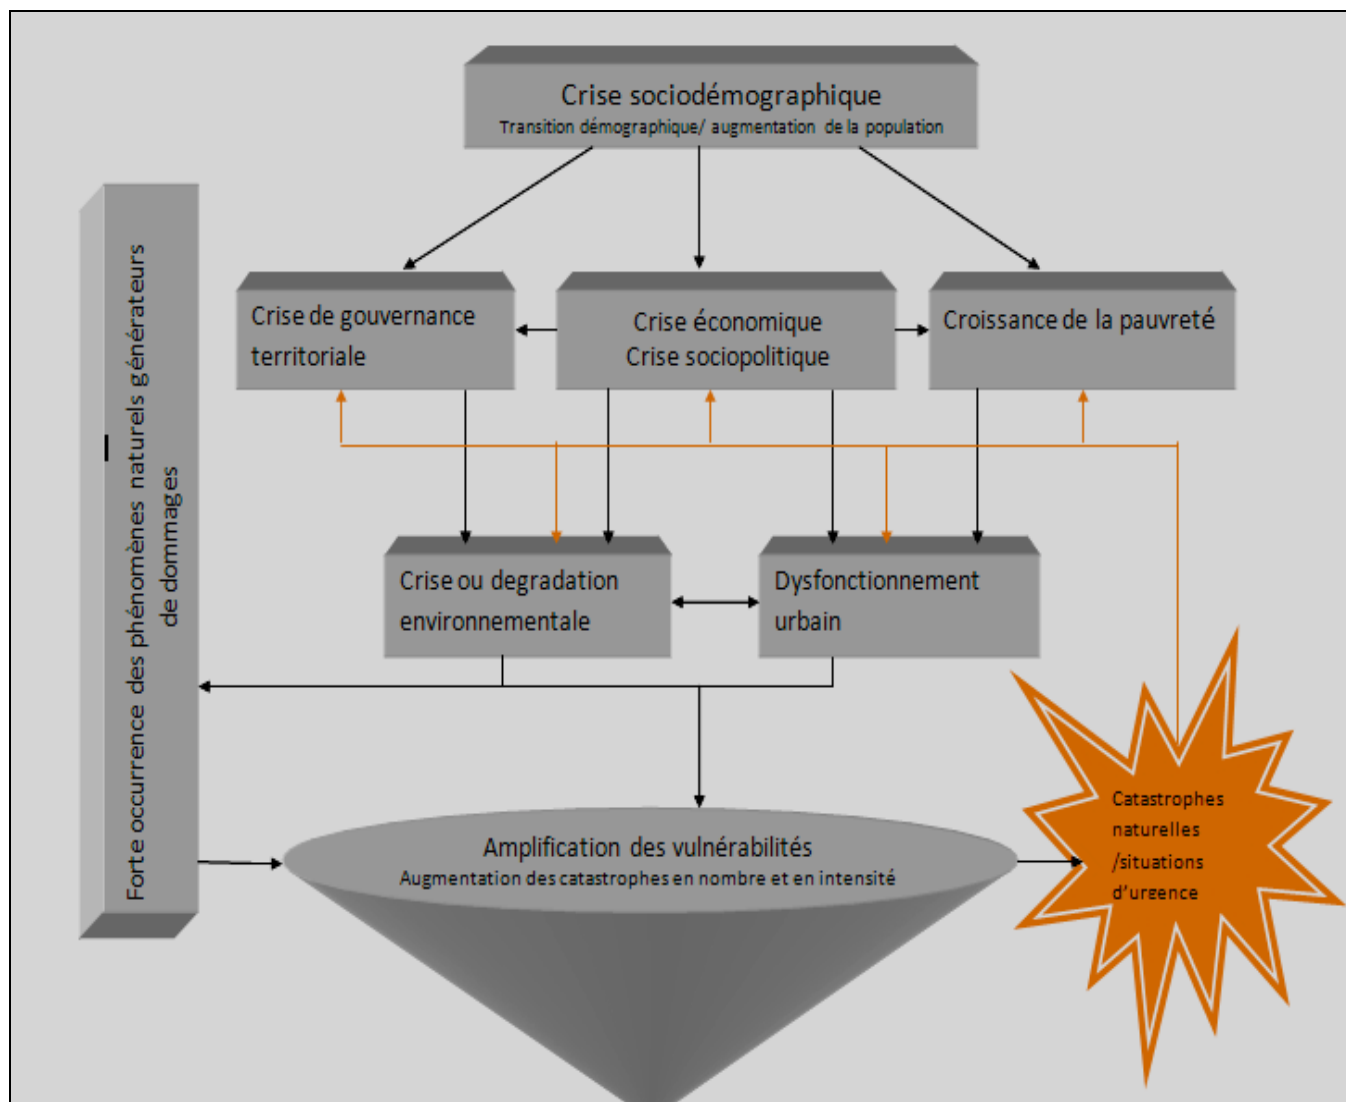 Crise sociodémographique
Transition démographique/ augmentation de la population
Crise de gouvernance
territoriale
Crise économique
Crise sociopolitique
Croissance de la pauvreté
Forte occurrence des phénomènes naturels générateurs
de dommages
Crise ou degradation
environnementale
Dysfonctionnement
urbain
Amplification des vulnérabilités
Augmentation des catastrophes en nombre et en intensité
Catastrophes
naturelles
/situations
d'urgence